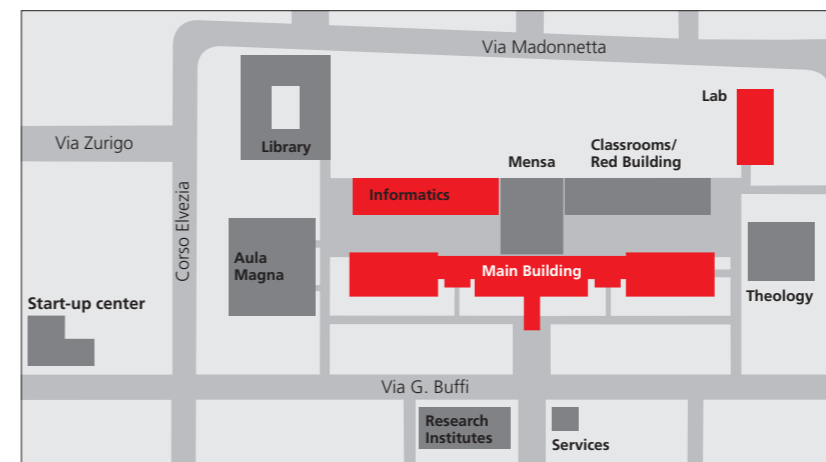 Via Madonnetta
Lab
Via Zurigo
Library
Classrooms/
Red Building
Mensa
Informatics
Corso Elvezia
Aula
Magna
Main Building
Theology
Start-up center
Via G. Buffi
Research
Institutes
Services